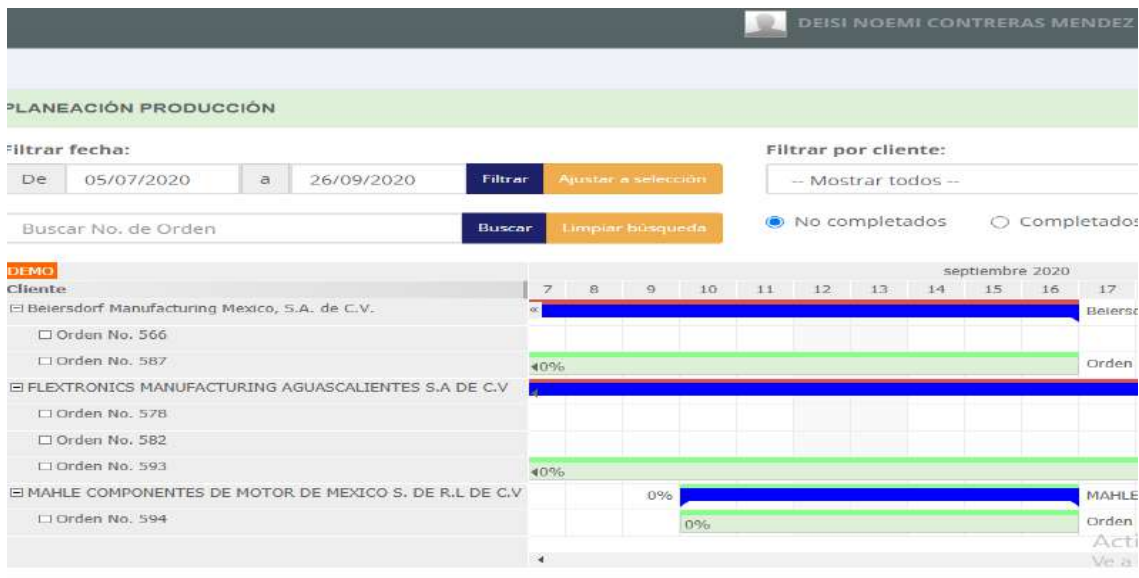 DEISI NOEMI CONTRERAS MENDEZ
PLANEACIÓN PRODUCCIÓN
Filtrar fecha:
Filtrar por cliente:
De 05/07/2020 a 26/09/2020 Filtrar Ajustar a selección -- Mostrar todos --
Buscar No. de Orden Buscar Limpiar búsqueda No completados Completados
DEMO septiembre 2020
Cliente 7 8 9 10 11 12 13 14 15 16 17
Beiersdorf Manufacturing Mexico, S.A. de C.V. « Beiersd
Orden No. 566
Orden No. 587 0% Orden
FLEXTRONICS MANUFACTURING AGUASCALIENTES S.A DE C.V
Orden No. 578
Orden No. 582
Orden No. 593 0%
MAHLE COMPONENTES DE MOTOR DE MEXICO S. DE R.L DE C.V 0% MAHLE
Orden No. 594 0% Orden
Acti
Ve a